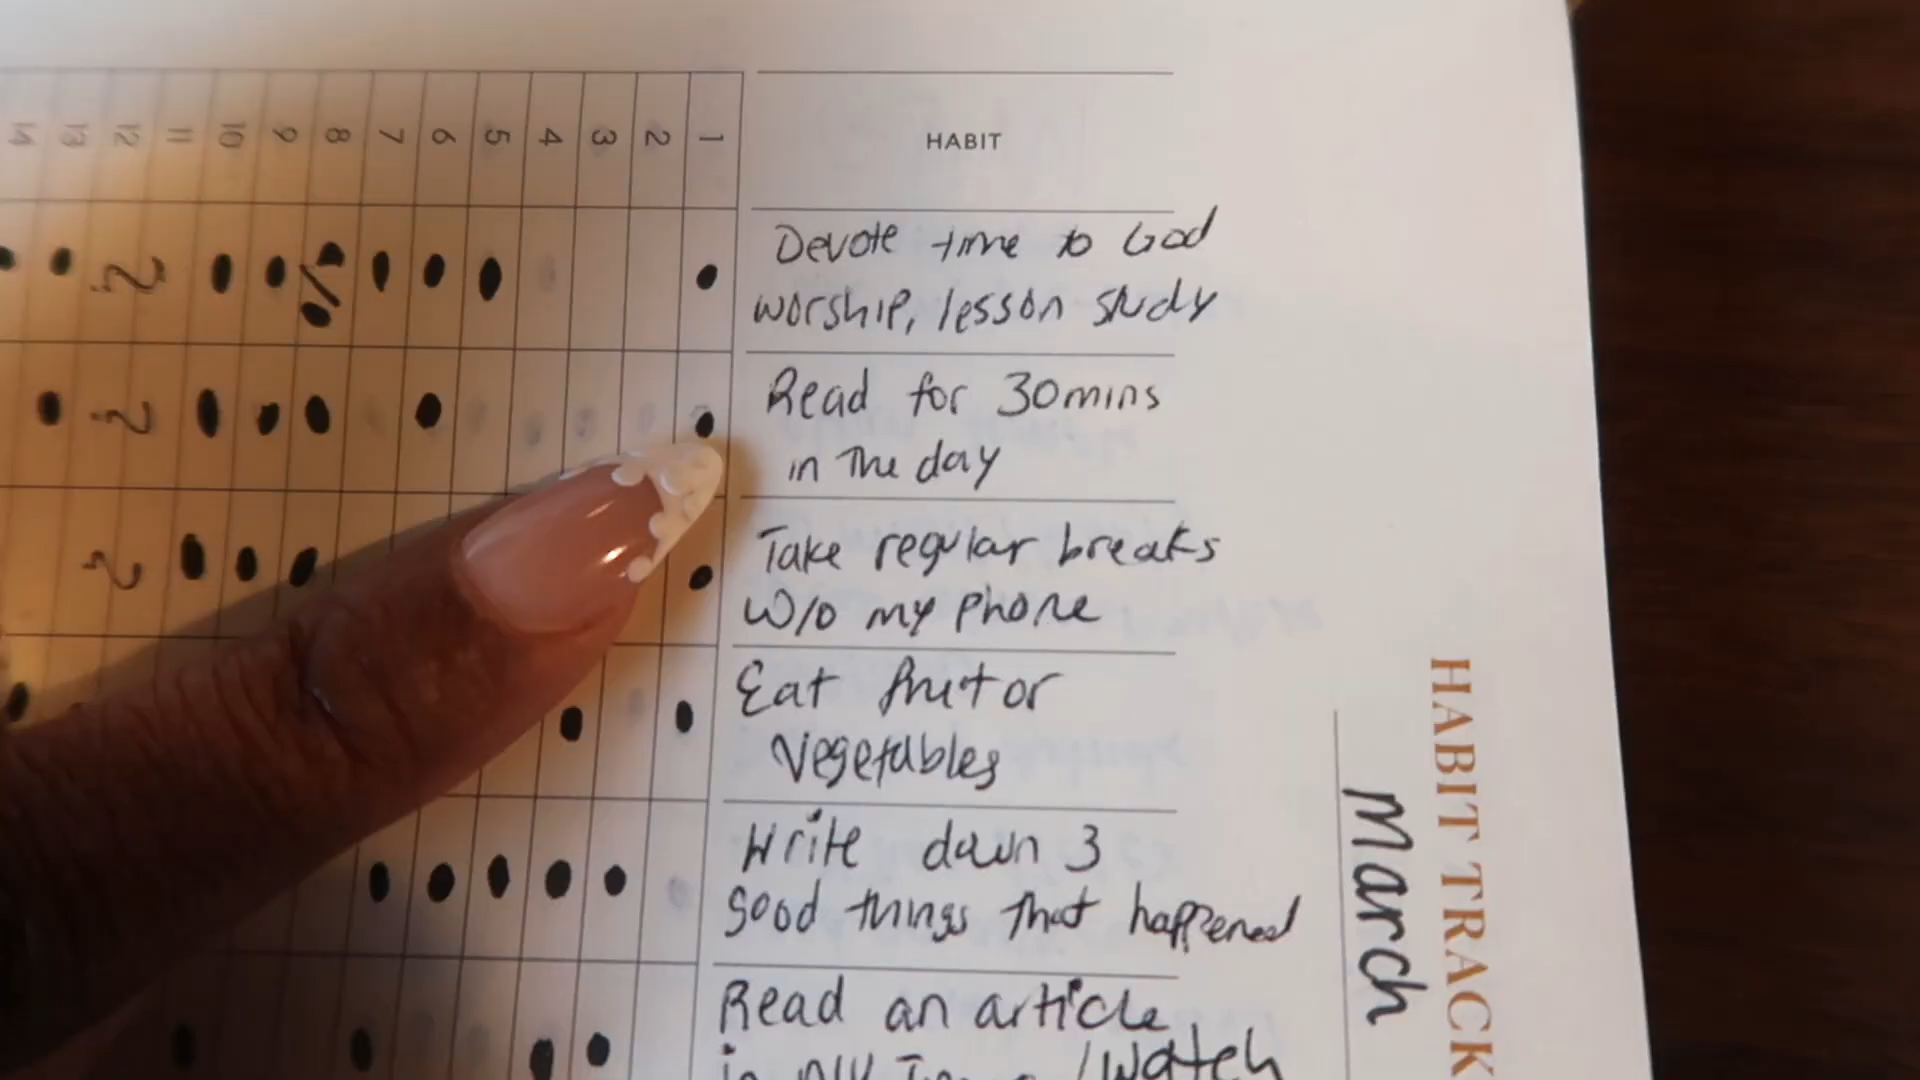 HABIT TRACK
March
HABIT
1 2 3 4 5 6 7 8 9 10 11 12 13 14
Devote time to God
worship, lesson study
Read for 30mins
in the day
Take regular breaks
w/o my phone
Eat fruit or
Vegetables
Write down 3
good things that happened
Read an article
/watch